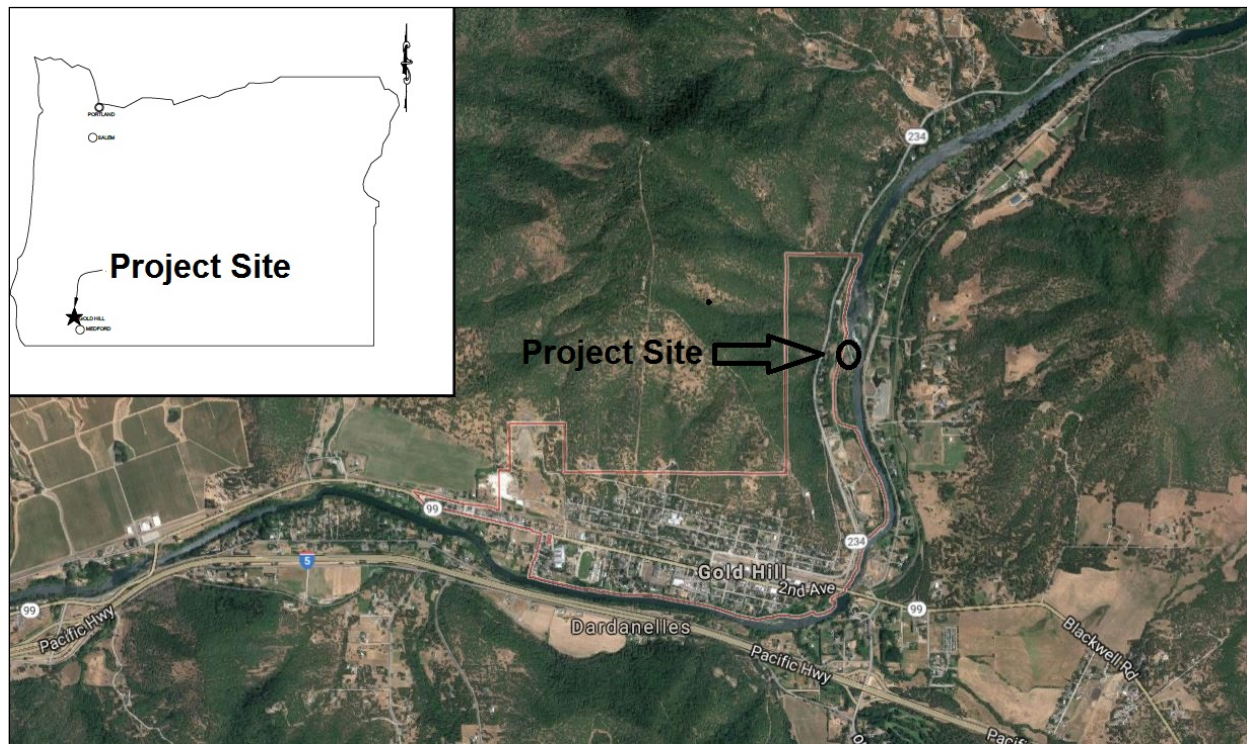 PORTLAND
SALEM
Project Site
GOLD HILL
MEDFORD
234
Project Site
99
234
5
Gold Hill
2nd Ave
99
99
Dardanelles
Pacific Hwy
Blackwell Rd
Pacific Hwy